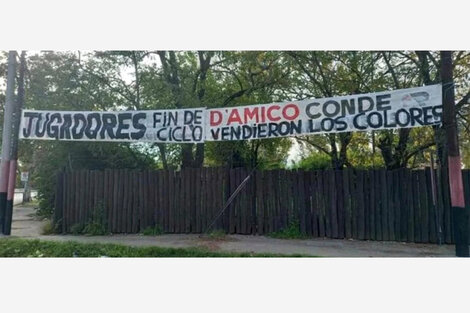 JUGADORES FIN DE CICLO
D'AMICO CONDE
VENDIERON LOS COLORES